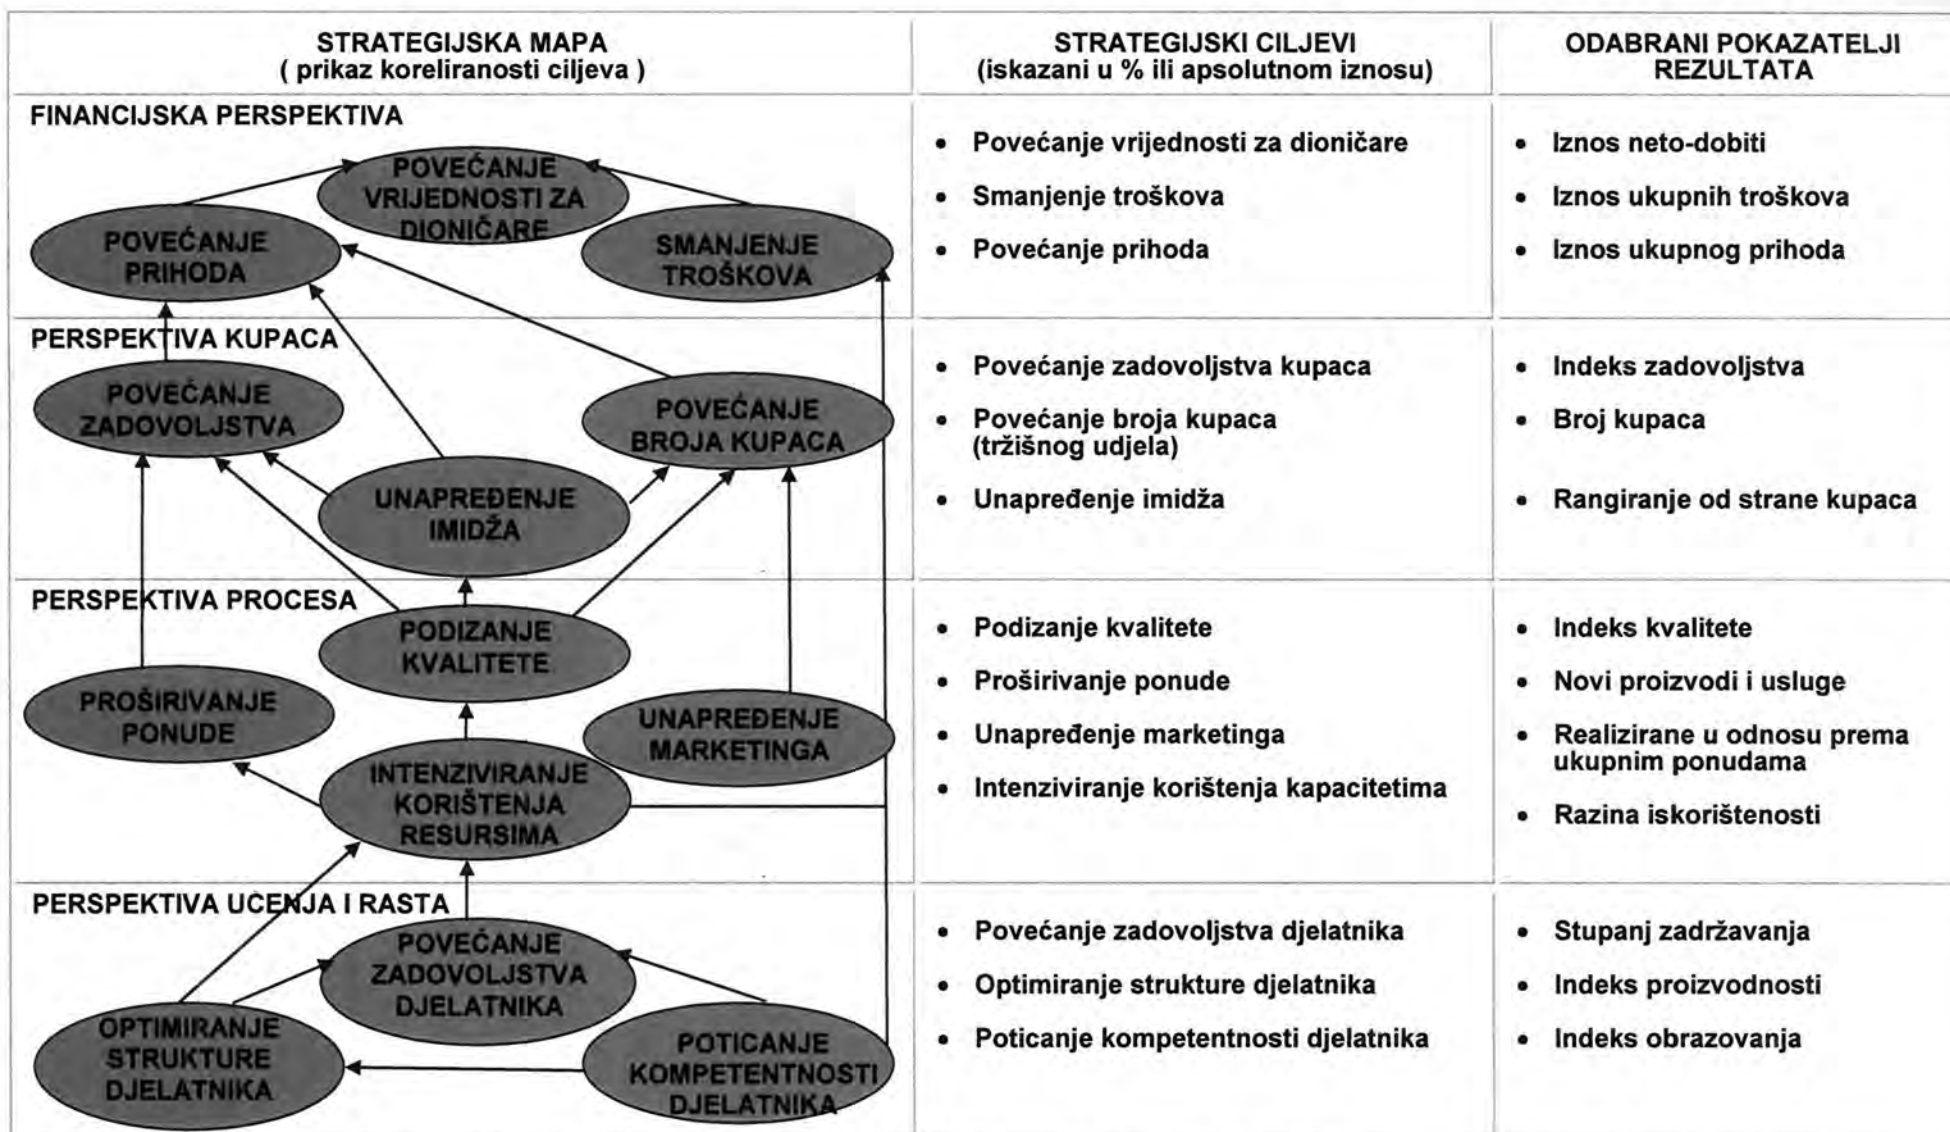 STRATEGIJSKA MAPA
( prikaz koreliranosti ciljeva )
STRATEGIJSKI CILJEVI
(iskazani u % ili apsolutnom iznosu)
ODABRANI POKAZATELJI
REZULTATA
FINANCIJSKA PERSPEKTIVA
POVEĆANJE
VRIJEDNOSTI ZA
DIONIČARE
POVEĆANJE
PRIHODA
SMANJENJE
TROŠKOVA
• Povećanje vrijednosti za dioničare
• Smanjenje troškova
• Povećanje prihoda
• Iznos neto-dobiti
• Iznos ukupnih troškova
• Iznos ukupnog prihoda
PERSPEKTIVA KUPACA
POVEĆANJE
ZADOVOLJSTVA
POVEĆANJE
BROJA KUPACA
UNAPREĐENJE
IMIDŽA
• Povećanje zadovoljstva kupaca
• Povećanje broja kupaca
(tržišnog udjela)
• Unapređenje imidža
• Indeks zadovoljstva
• Broj kupaca
• Rangiranje od strane kupaca
PERSPEKTIVA PROCESA
PODIZANJE
KVALITETE
PROŠIRIVANJE
PONUDE
UNAPREĐENJE
MARKETINGA
INTENZIVIRANJE
KORIŠTENJA
RESURSIMA
• Podizanje kvalitete
• Proširivanje ponude
• Unapređenje marketinga
• Intenziviranje korištenja kapacitetima
• Indeks kvalitete
• Novi proizvodi i usluge
• Realizirane u odnosu prema
ukupnim ponudama
• Razina iskorištenosti
PERSPEKTIVA UČENJA I RASTA
POVEĆANJE
ZADOVOLJSTVA
DJELATNIKA
OPTIMIRANJE
STRUKTURE
DJELATNIKA
POTICANJE
KOMPETENTNOSTI
DJELATNIKA
• Povećanje zadovoljstva djelatnika
• Optimiranje strukture djelatnika
• Poticanje kompetentnosti djelatnika
• Stupanj zadržavanja
• Indeks proizvodnosti
• Indeks obrazovanja